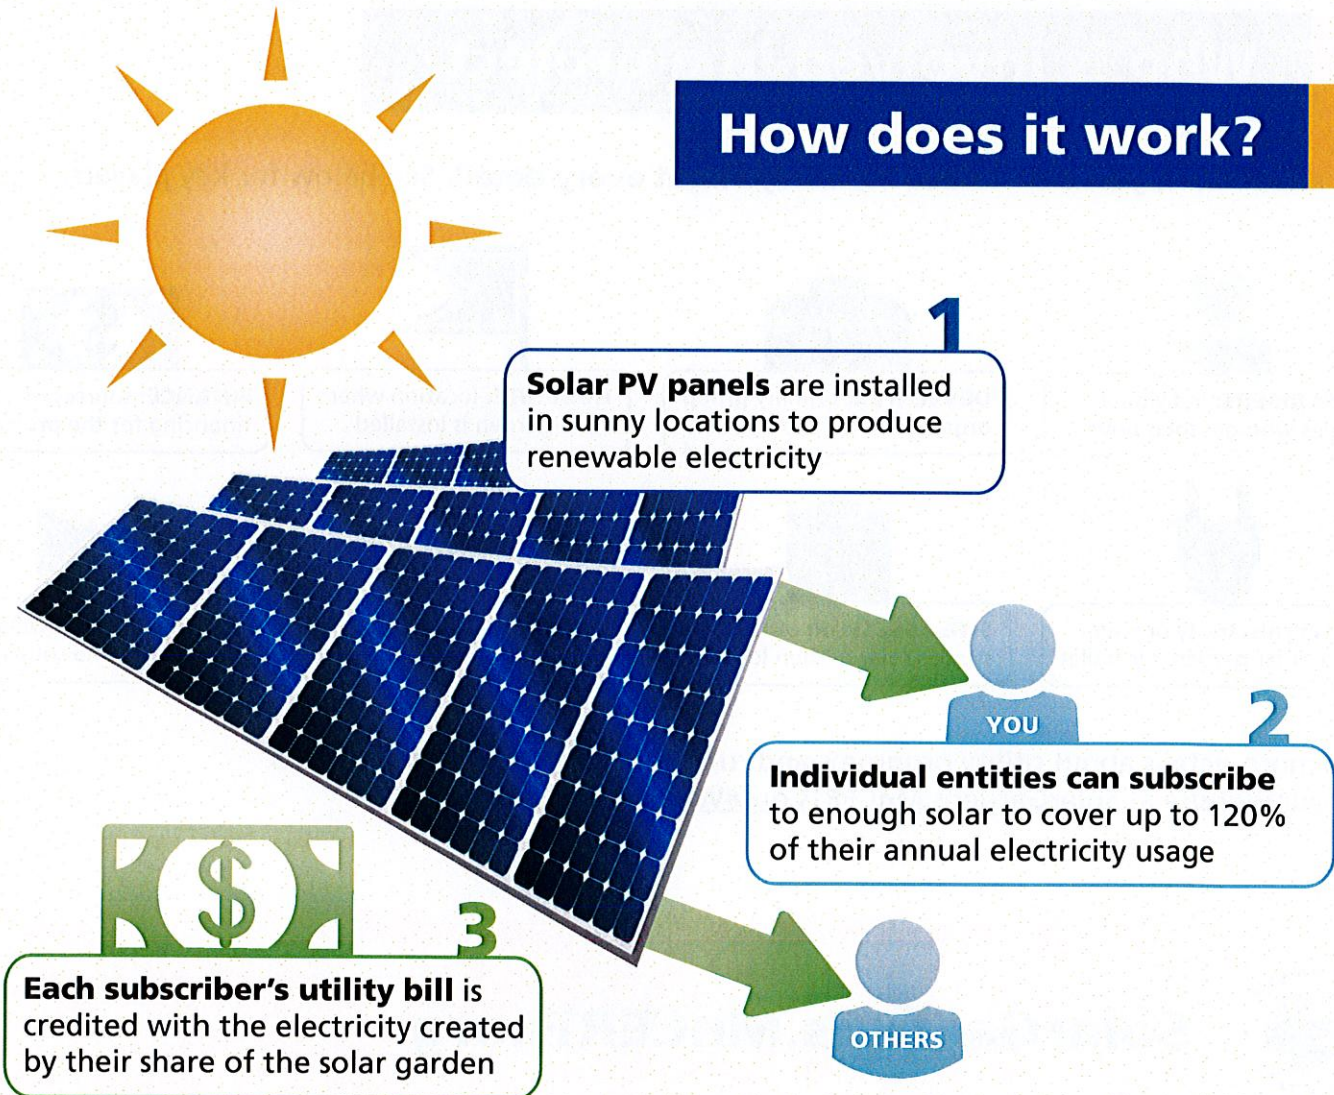 How does it work?
1
Solar PV panels are installed
in sunny locations to produce
renewable electricity
YOU
2
Individual entities can subscribe
to enough solar to cover up to 120%
of their annual electricity usage
$
3
Each subscriber's utility bill is
credited with the electricity created
by their share of the solar garden
OTHERS